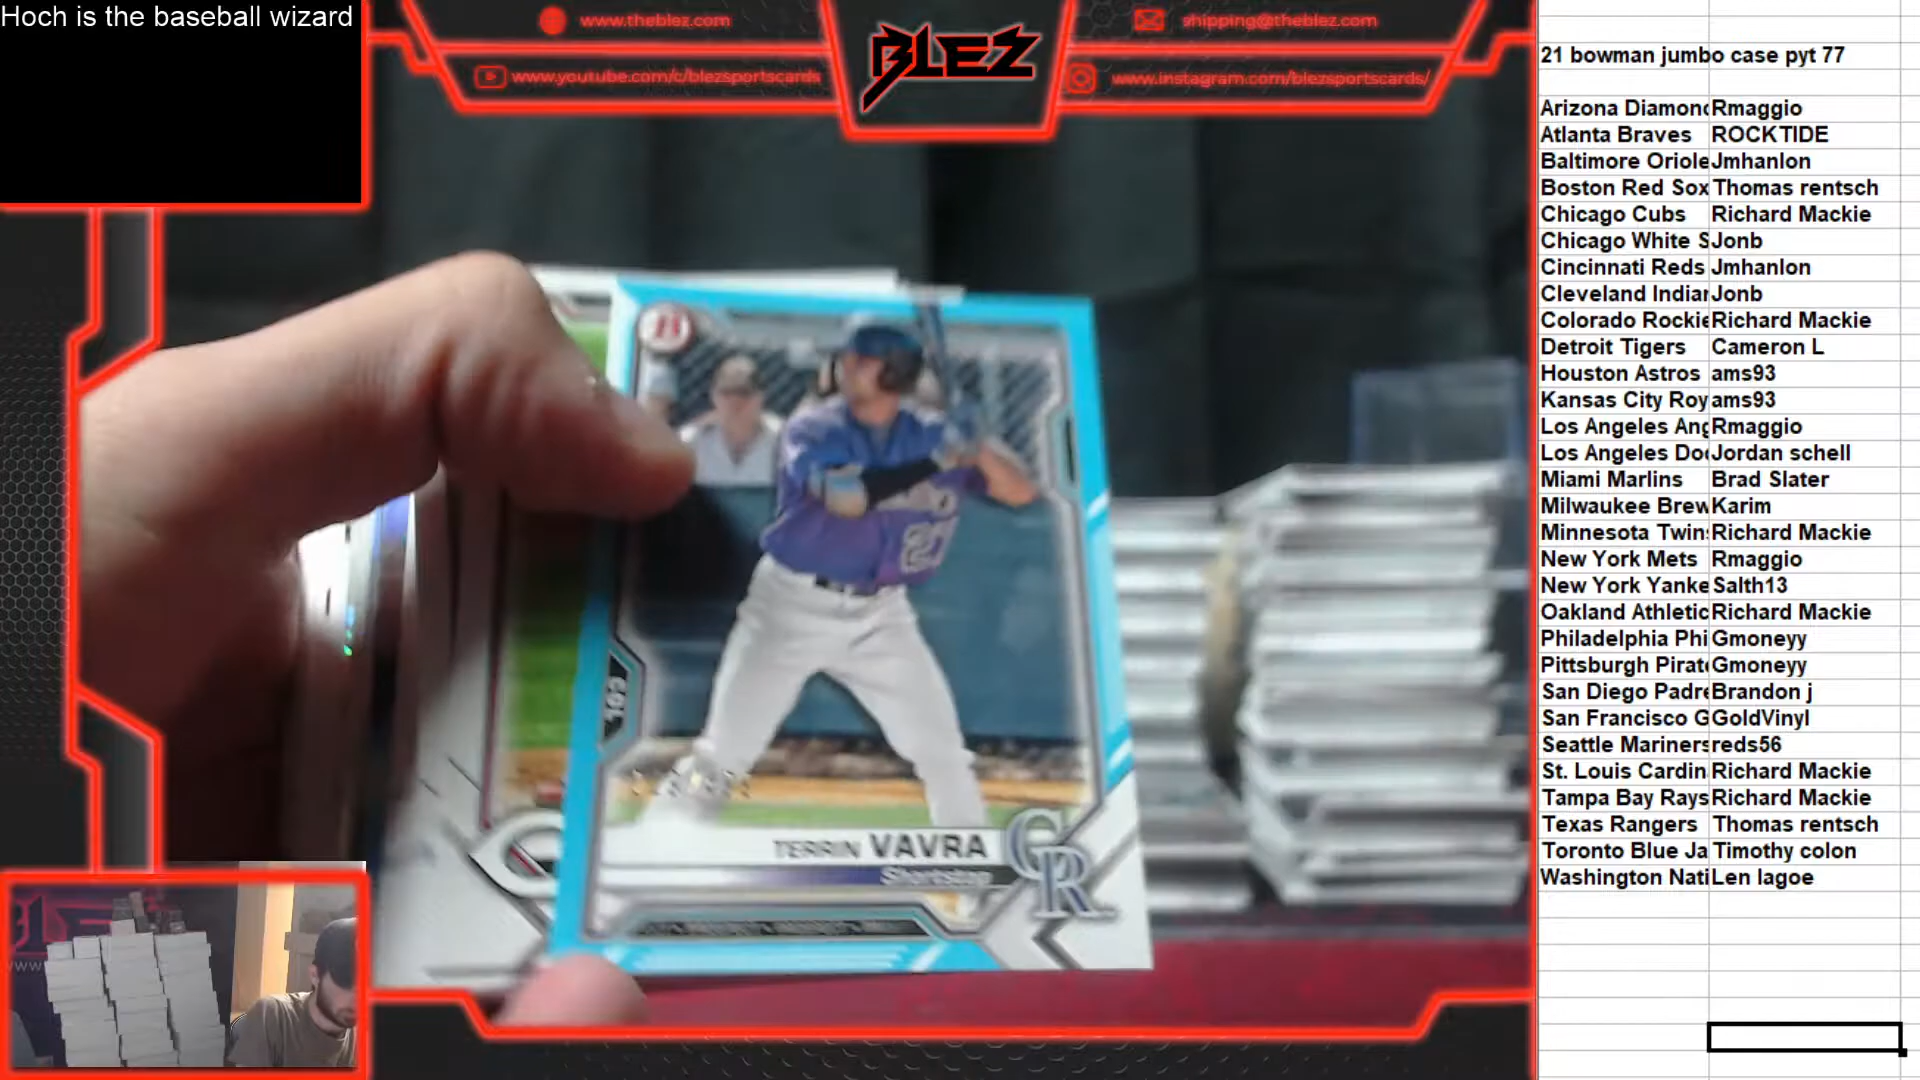 Hoch is the baseball wizard
www.theblez.com
shipping@theblez.com
BLEZ
www.youtube.com/c/blezsportscards
www.instagram.com/blezsportscards/
COL
TERRIN VAVRA
Shortstop
CR
21 bowman jumbo case pyt 77
Arizona Diamon Rmaggio
Atlanta Braves ROCKTIDE
Baltimore Oriole Jmhanlon
Boston Red Sox Thomas rentsch
Chicago Cubs Richard Mackie
Chicago White S Jonb
Cincinnati Reds Jmhanlon
Cleveland Indian Jonb
Colorado Rockie Richard Mackie
Detroit Tigers Cameron L
Houston Astros ams93
Kansas City Roy ams93
Los Angeles Ang Rmaggio
Los Angeles Do Jordan schell
Miami Marlins Brad Slater
Milwaukee Brew Karim
Minnesota Twins Richard Mackie
New York Mets Rmaggio
New York Yanke Salth13
Oakland Athletic Richard Mackie
Philadelphia Phi Gmoneyy
Pittsburgh Pirat Gmoneyy
San Diego Padre Brandon j
San Francisco G GoldVinyl
Seattle Mariners reds56
St. Louis Cardin Richard Mackie
Tampa Bay Rays Richard Mackie
Texas Rangers Thomas rentsch
Toronto Blue Ja Timothy colon
Washington Nati Len lagoe